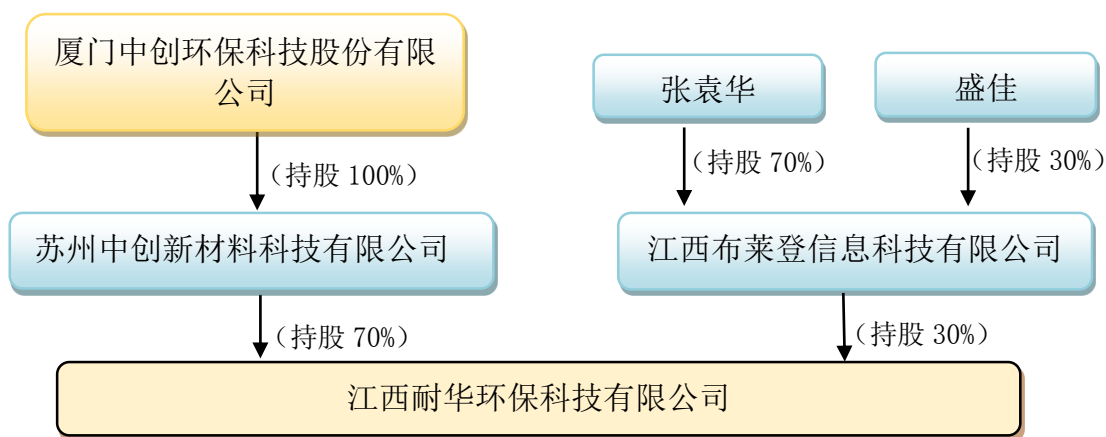 厦门中创环保科技股份有限
公司
张袁华
盛佳
（持股 100%）
（持股 70%）
（持股 30%）
苏州中创新材料科技有限公司
江西布莱登信息科技有限公司
（持股 70%）
（持股 30%）
江西耐华环保科技有限公司